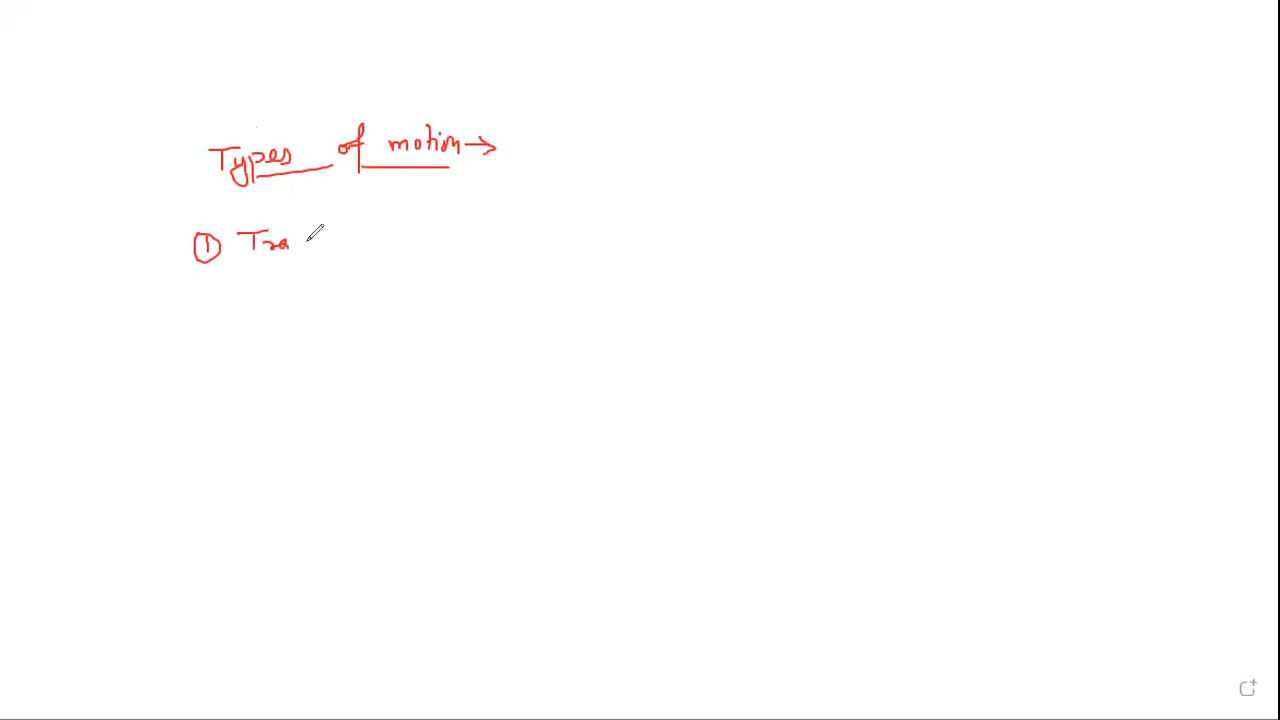 Types of motion →
① Tra